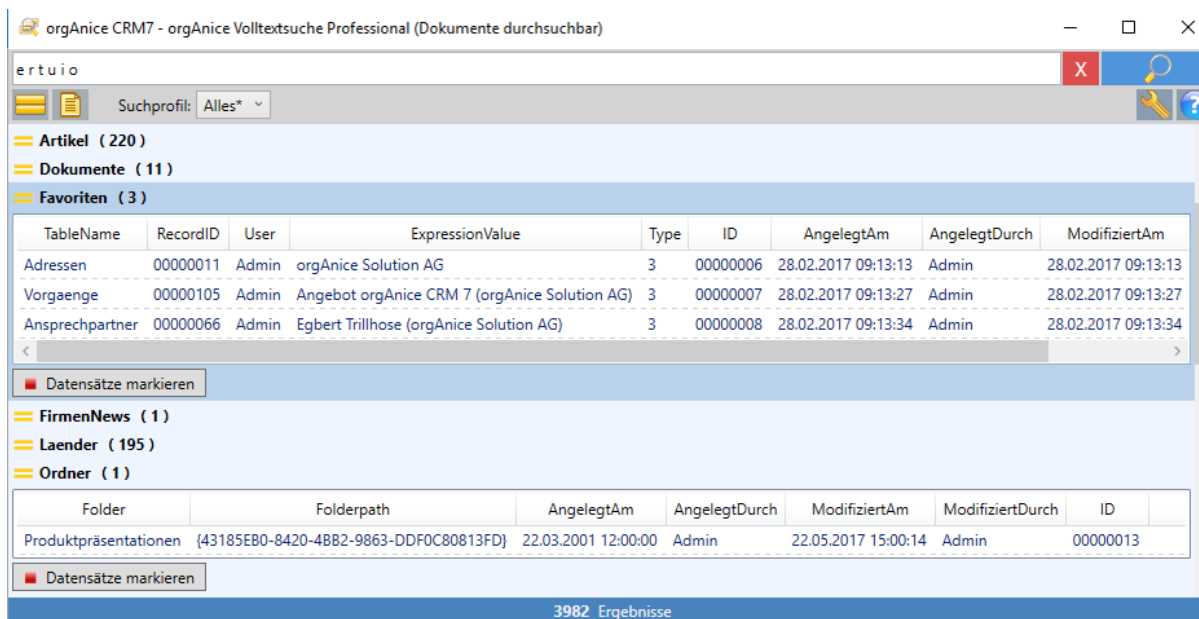 orgAnice CRM7 - orgAnice Volltextsuche Professional (Dokumente durchsuchbar)
e r t u i o X
Suchprofil: Alles* ?
Artikel ( 220 )
Dokumente ( 11 )
Favoriten ( 3 )
TableName RecordID User ExpressionValue Type ID AngelegtAm AngelegtDurch ModifiziertAm
Adressen 00000011 Admin orgAnice Solution AG 3 00000006 28.02.2017 09:13:13 Admin 28.02.2017 09:13:13
Vorgaenge 00000105 Admin Angebot orgAnice CRM 7 (orgAnice Solution AG) 3 00000007 28.02.2017 09:13:27 Admin 28.02.2017 09:13:27
Ansprechpartner 00000066 Admin Egbert Trillhose (orgAnice Solution AG) 3 00000008 28.02.2017 09:13:34 Admin 28.02.2017 09:13:34
Datensätze markieren
FirmenNews ( 1 )
Laender ( 195 )
Ordner ( 1 )
Folder Folderpath AngelegtAm AngelegtDurch ModifiziertAm ModifiziertDurch ID
Produktpräsentationen {43185EB0-8420-4BB2-9863-DDF0C80813FD} 22.03.2001 12:00:00 Admin 22.05.2017 15:00:14 Admin 00000013
Datensätze markieren
3982 Ergebnisse